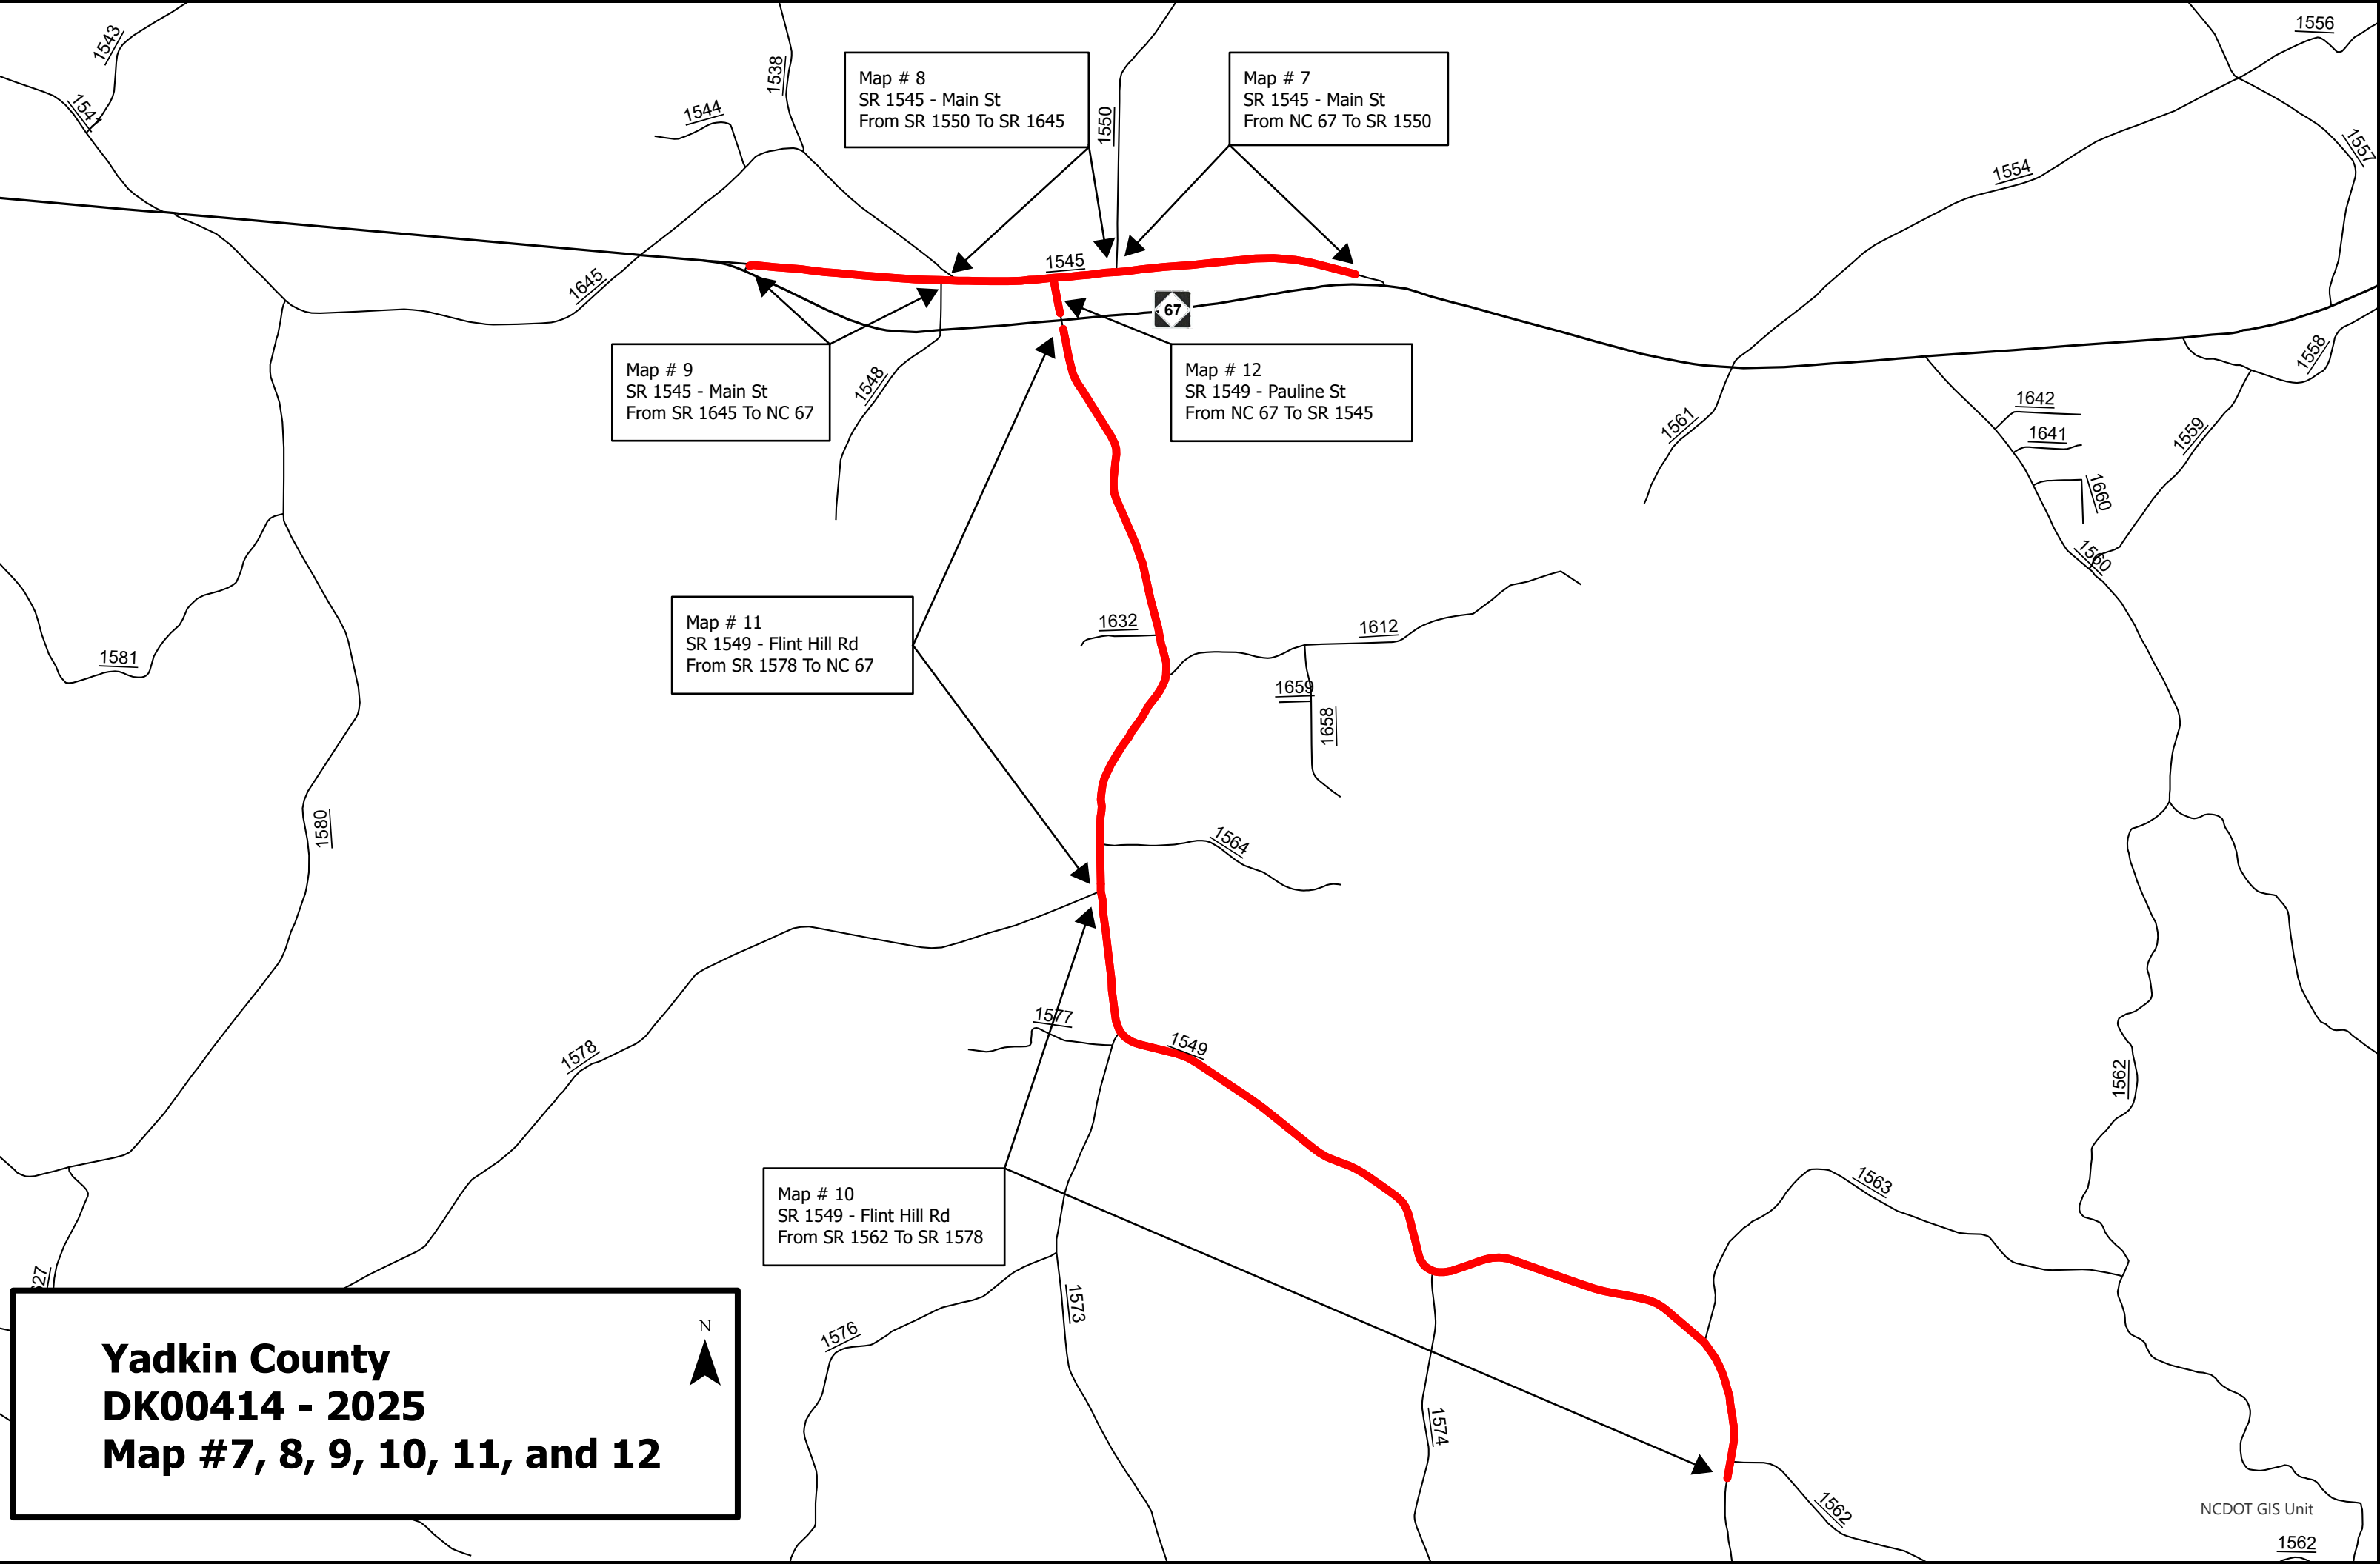 1543
1541
1538
1544
1550
1556
1557
1554
Map # 8
SR 1545 - Main St
From SR 1550 To SR 1645
Map # 7
SR 1545 - Main St
From NC 67 To SR 1550
1645
1545
67
1548
1558
1561
1642
1641
1559
1660
1560
Map # 9
SR 1545 - Main St
From SR 1645 To NC 67
Map # 12
SR 1549 - Pauline St
From NC 67 To SR 1545
Map # 11
SR 1549 - Flint Hill Rd
From SR 1578 To NC 67
1632
1612
1581
1659
1658
1580
1564
1577
1549
1578
1562
Map # 10
SR 1549 - Flint Hill Rd
From SR 1562 To SR 1578
1563
1573
1576
1574
1562
1562
Yadkin County
DK00414 - 2025
Map #7, 8, 9, 10, 11, and 12
N
NCDOT GIS Unit